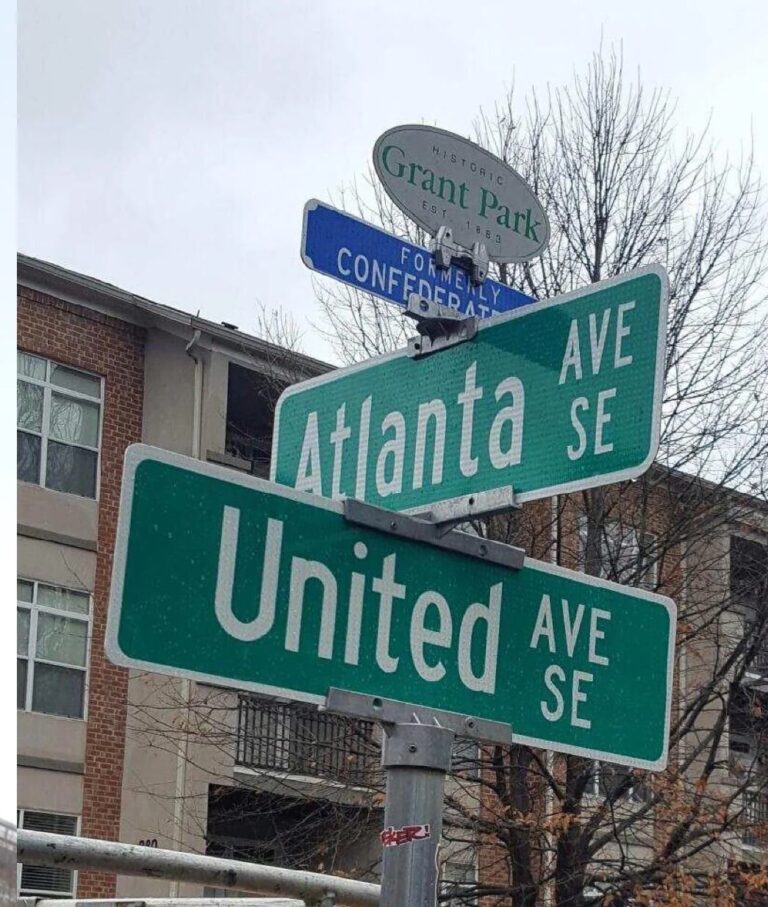 HISTORIC
Grant Park
EST. 1883
FORMERLY
CONFEDERATE
Atlanta AVE
SE
United AVE
SE